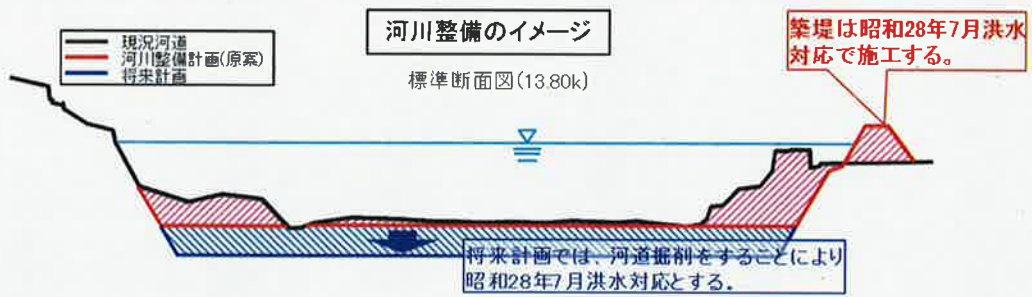 河川整備のイメージ
標準断面図(13.80k)
現況河道
河川整備計画(原案)
将来計画
築堤は昭和28年7月洪水
対応で施工する。
将来計画では、河道掘削をすることにより
昭和28年7月洪水対応とする。